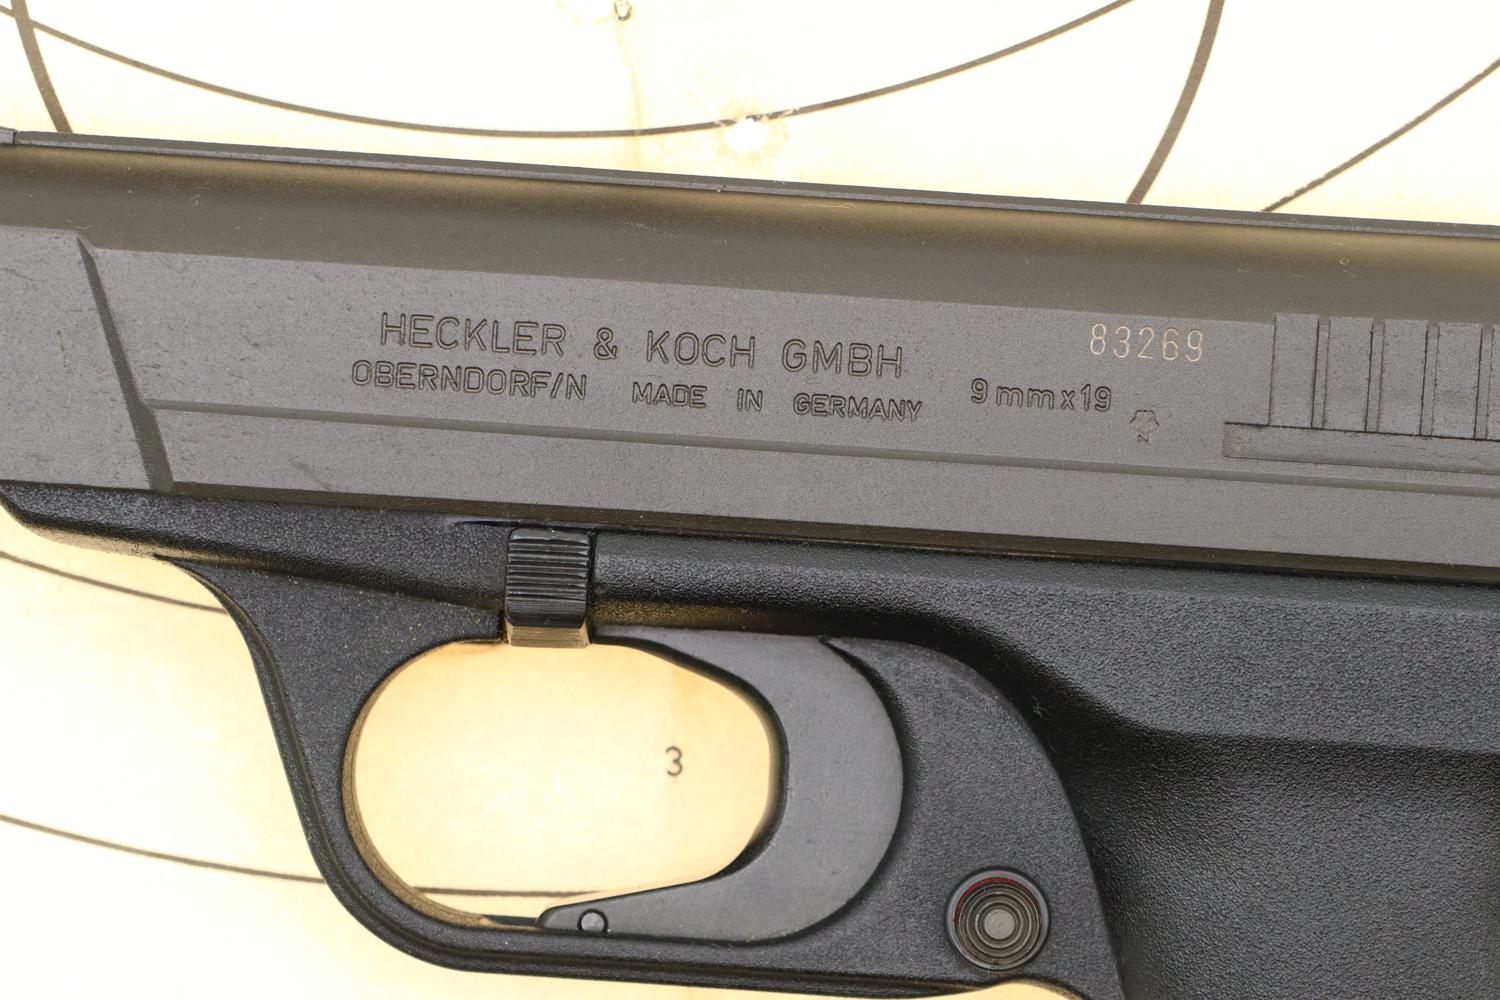 HECKLER & KOCH GMBH
OBERNDORF/N MADE IN GERMANY
9mmx19
83269
N
3